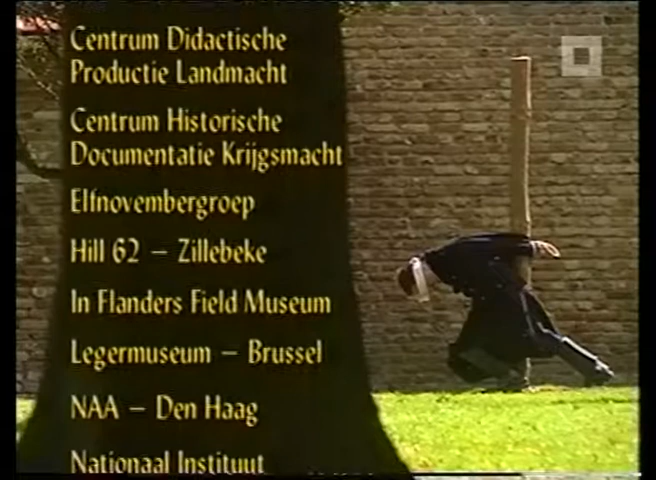 Centrum Didactische
Productie Landmacht
Centrum Historische
Documentatie Krijgsmacht
Elfnovembergroep
Hill 62 – Zillebeke
In Flanders Field Museum
Legermuseum – Brussel
NAA – Den Haag
Nationaal Instituut